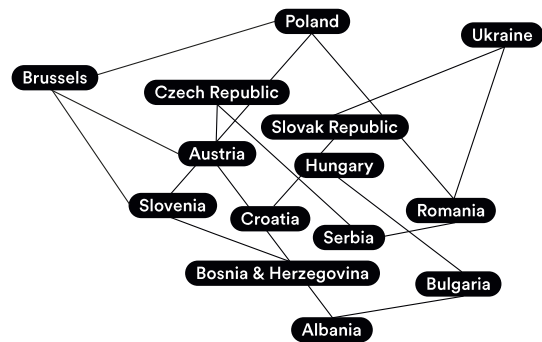 Poland
Ukraine
Brussels
Czech Republic
Slovak Republic
Austria
Hungary
Slovenia
Croatia
Romania
Serbia
Bosnia & Herzegovina
Bulgaria
Albania